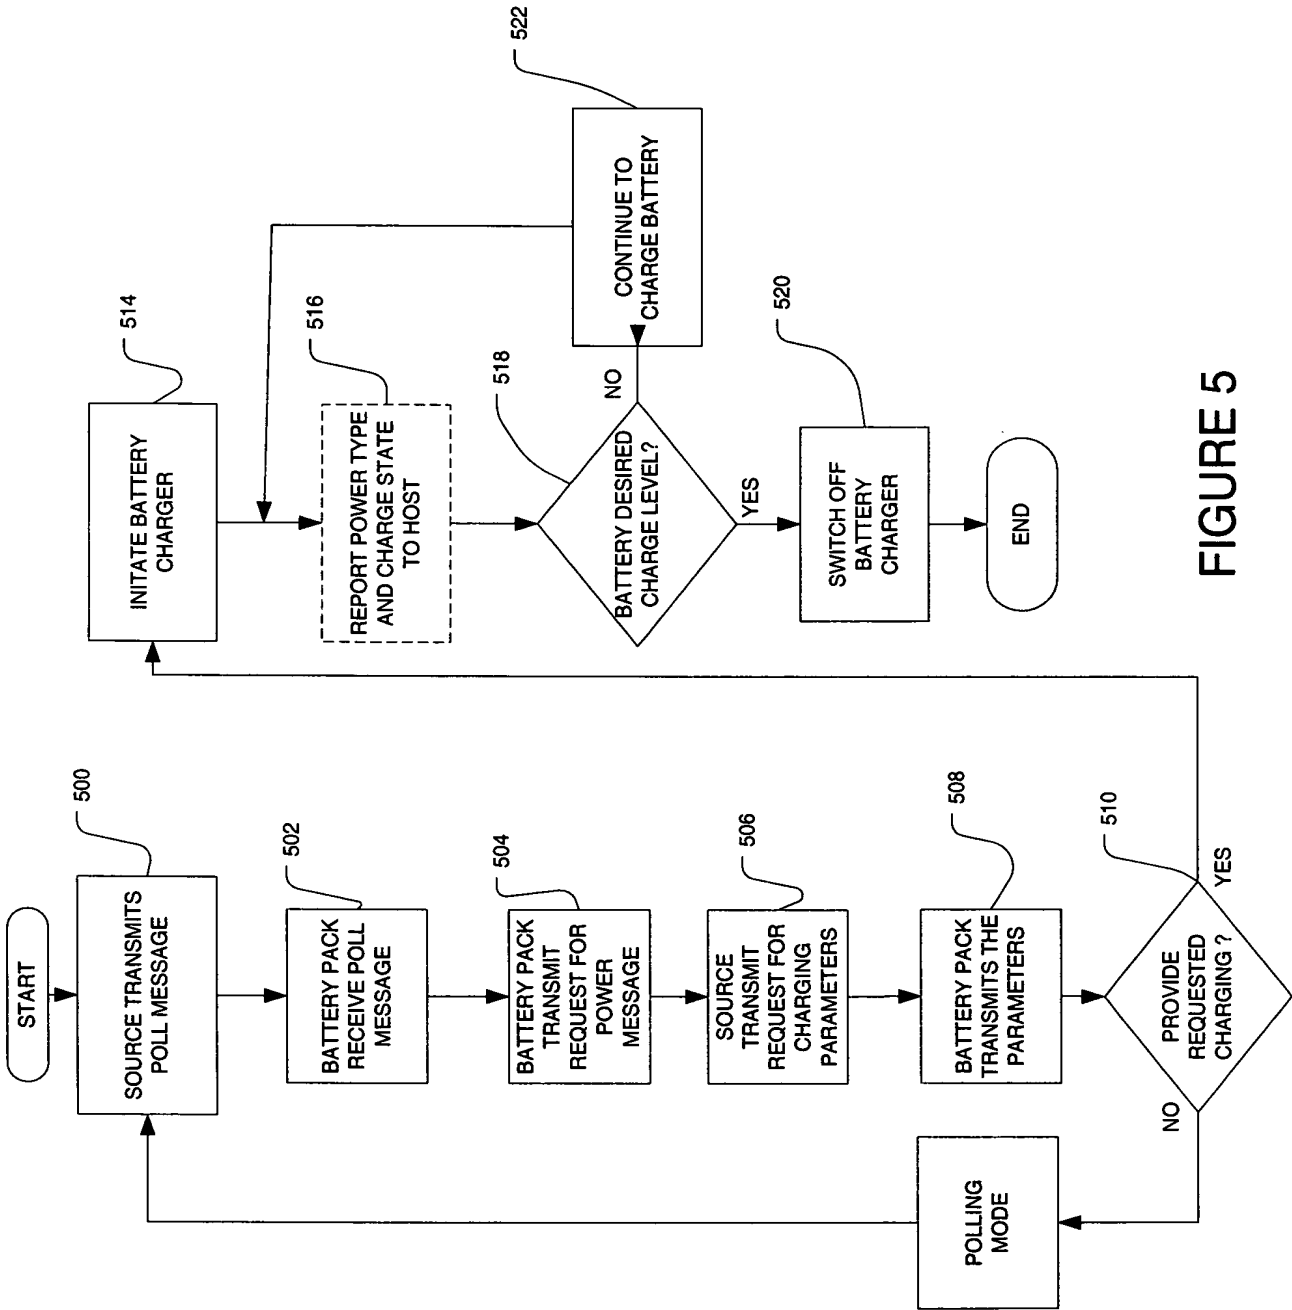 START
SOURCE TRANSMITS
POLL MESSAGE
500
BATTERY PACK
RECEIVE POLL
MESSAGE
502
BATTERY PACK
TRANSMIT
REQUEST FOR
POWER
MESSAGE
504
SOURCE
TRANSMIT
REQUEST FOR
CHARGING
PARAMETERS
506
BATTERY PACK
TRANSMITS THE
PARAMETERS
508
PROVIDE
REQUESTED
CHARGING ?
510
NO
YES
POLLING
MODE
INITATE BATTERY
CHARGER
514
REPORT POWER TYPE
AND CHARGE STATE
TO HOST
516
BATTERY DESIRED
CHARGE LEVEL?
518
NO
YES
CONTINUE TO
CHARGE BATTERY
522
SWITCH OFF
BATTERY
CHARGER
520
END
FIGURE 5